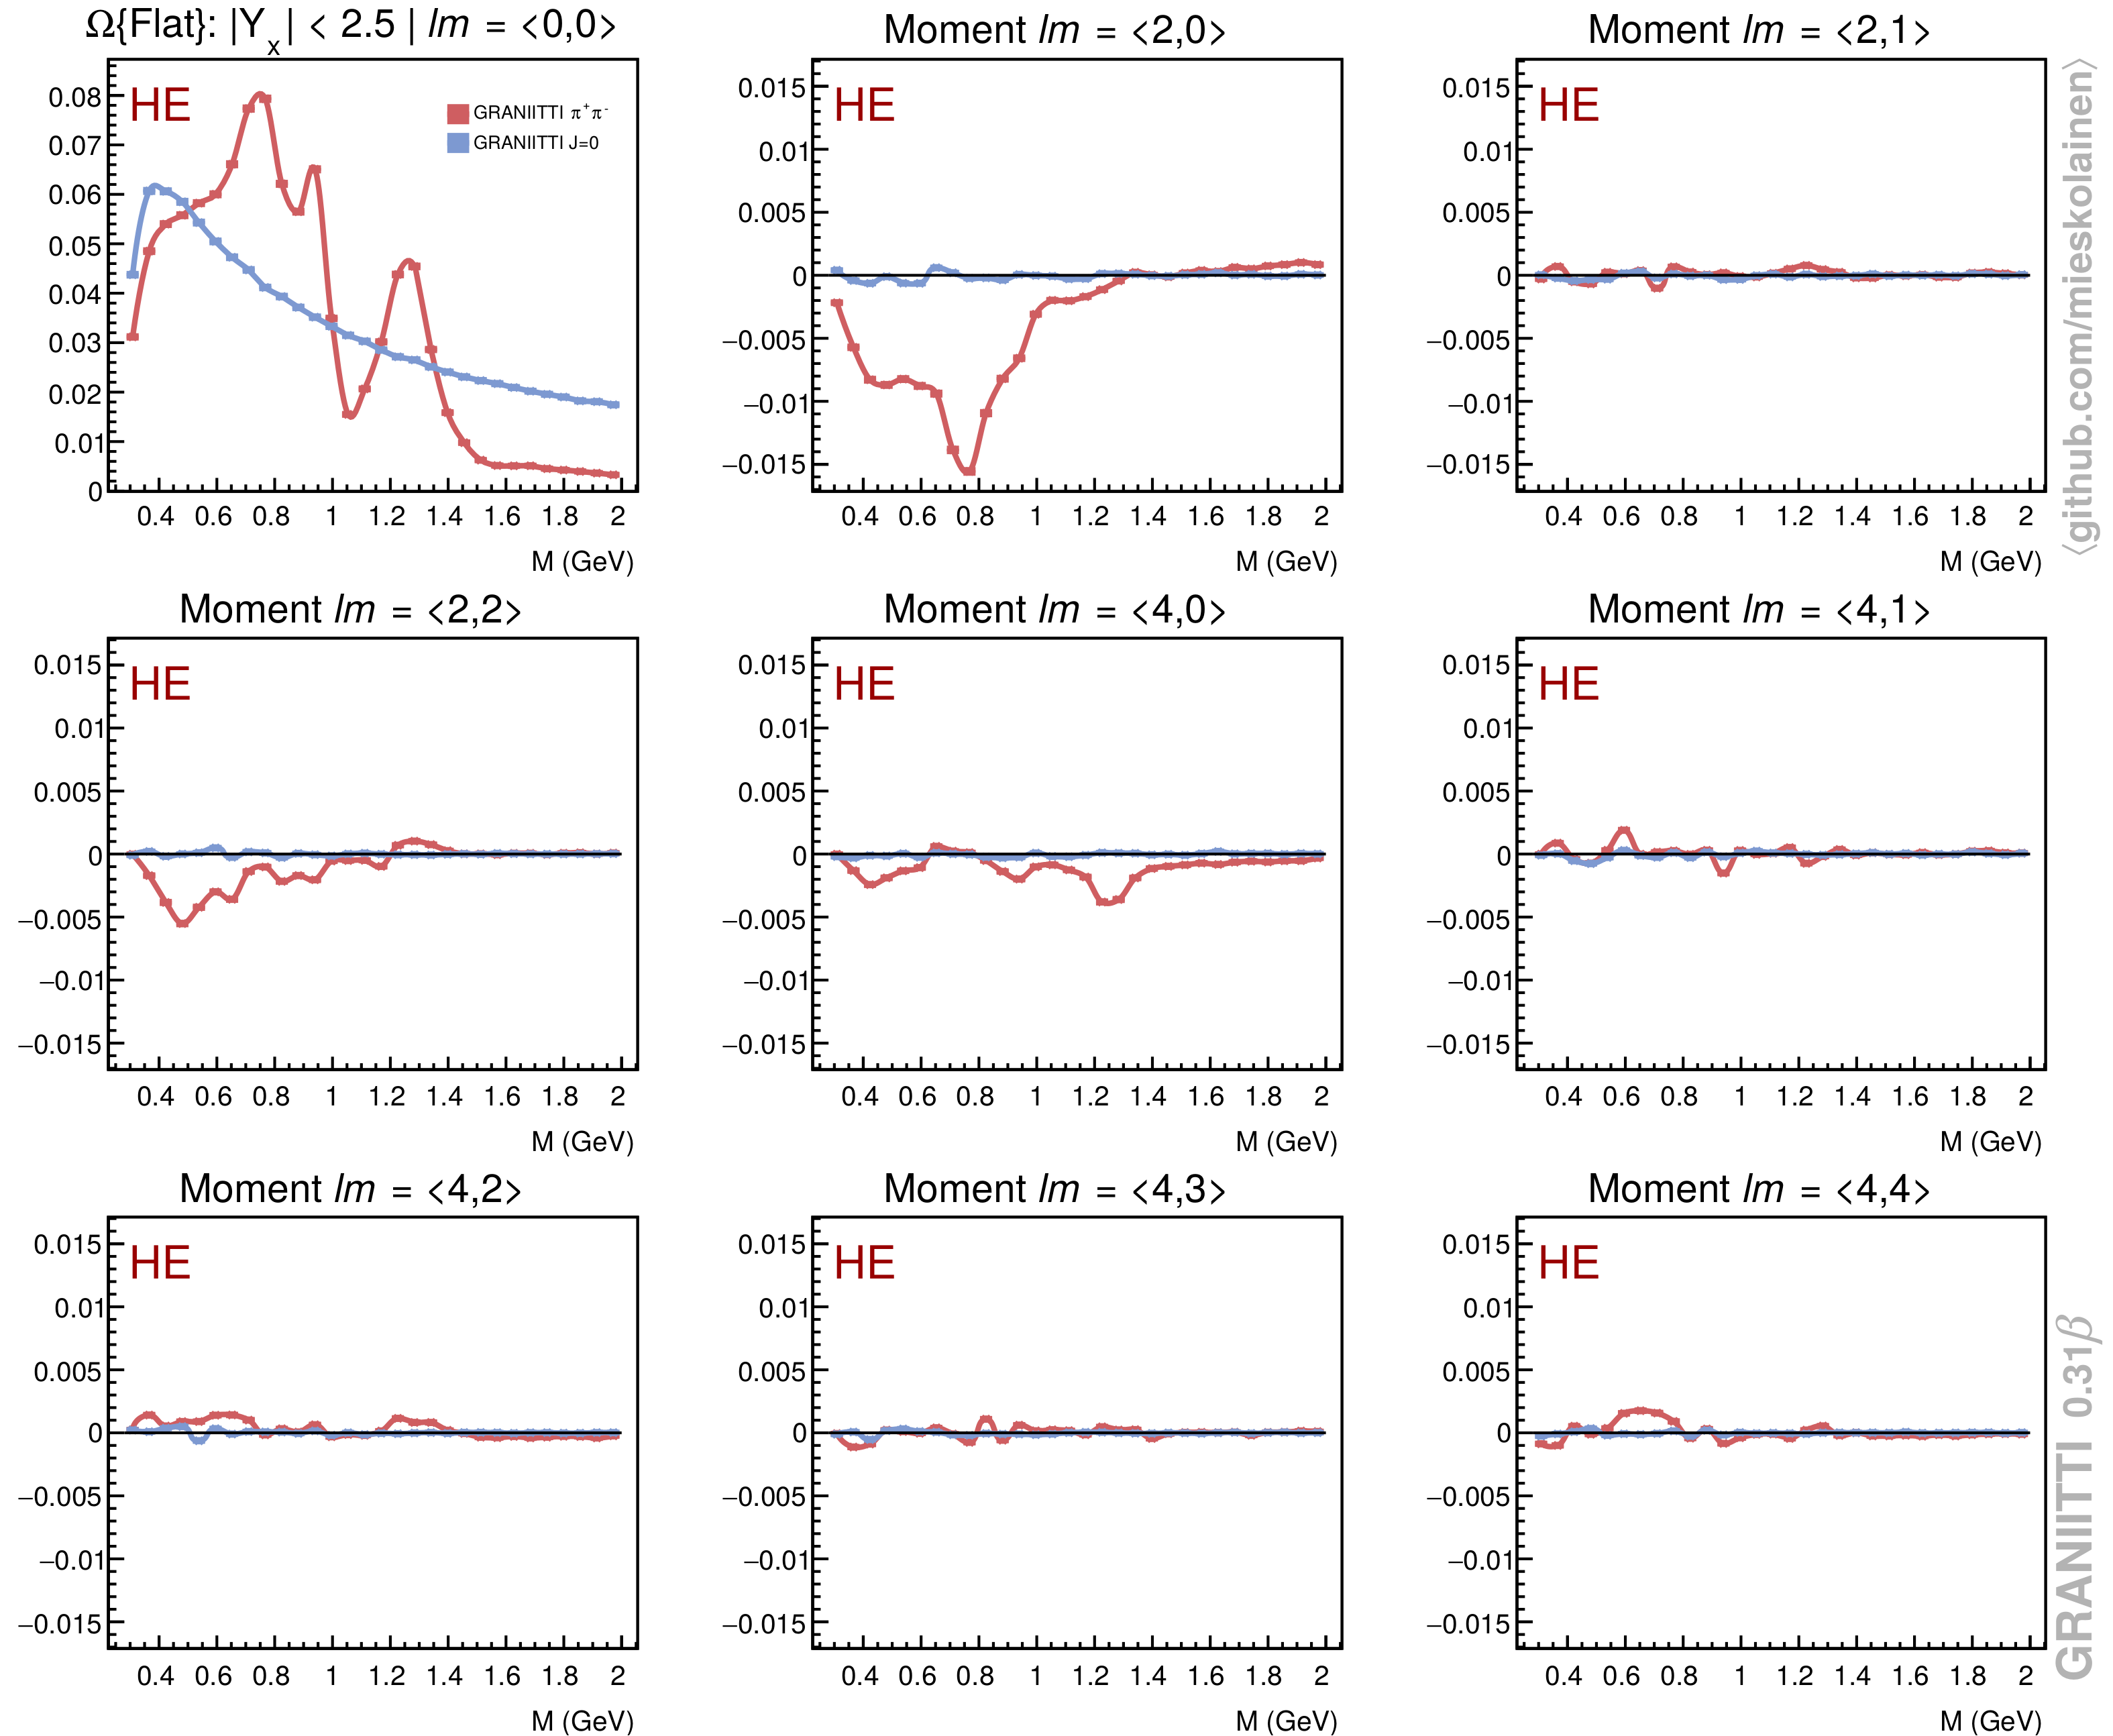 Ω{Flat}: |Yx| < 2.5 | lm = <0,0>
HE
GRANIITTI π+π-
GRANIITTI J=0
0.08
0.07
0.06
0.05
0.04
0.03
0.02
0.01
0
0.4 0.6 0.8 1 1.2 1.4 1.6 1.8 2
M (GeV)
Moment lm = <2,0>
HE
0.015
0.01
0.005
0
−0.005
−0.01
−0.015
0.4 0.6 0.8 1 1.2 1.4 1.6 1.8 2
M (GeV)
Moment lm = <2,1>
HE
0.015
0.01
0.005
0
−0.005
−0.01
−0.015
0.4 0.6 0.8 1 1.2 1.4 1.6 1.8 2
M (GeV)
⟨github.com/mieskolainen⟩
Moment lm = <2,2>
HE
0.015
0.01
0.005
0
−0.005
−0.01
−0.015
0.4 0.6 0.8 1 1.2 1.4 1.6 1.8 2
M (GeV)
Moment lm = <4,0>
HE
0.015
0.01
0.005
0
−0.005
−0.01
−0.015
0.4 0.6 0.8 1 1.2 1.4 1.6 1.8 2
M (GeV)
Moment lm = <4,1>
HE
0.015
0.01
0.005
0
−0.005
−0.01
−0.015
0.4 0.6 0.8 1 1.2 1.4 1.6 1.8 2
M (GeV)
Moment lm = <4,2>
HE
0.015
0.01
0.005
0
−0.005
−0.01
−0.015
0.4 0.6 0.8 1 1.2 1.4 1.6 1.8 2
M (GeV)
Moment lm = <4,3>
HE
0.015
0.01
0.005
0
−0.005
−0.01
−0.015
0.4 0.6 0.8 1 1.2 1.4 1.6 1.8 2
M (GeV)
Moment lm = <4,4>
HE
0.015
0.01
0.005
0
−0.005
−0.01
−0.015
0.4 0.6 0.8 1 1.2 1.4 1.6 1.8 2
M (GeV)
GRANIITTI 0.31β